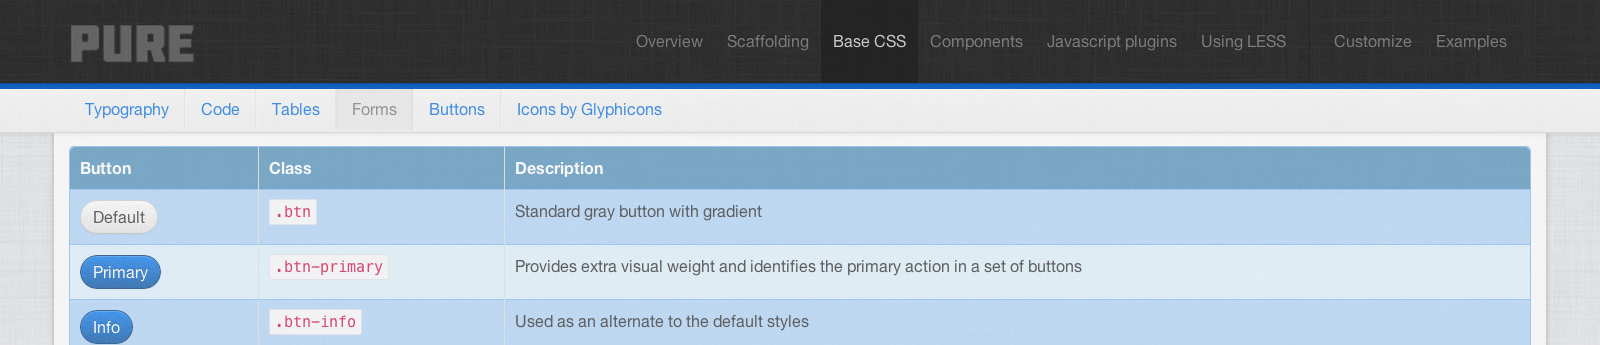 PURE Overview Scaffolding Base CSS Components Javascript plugins Using LESS Customize Examples
Typography Code Tables Forms Buttons Icons by Glyphicons
Button Class Description
Default .btn Standard gray button with gradient
Primary .btn-primary Provides extra visual weight and identifies the primary action in a set of buttons
Info .btn-info Used as an alternate to the default styles